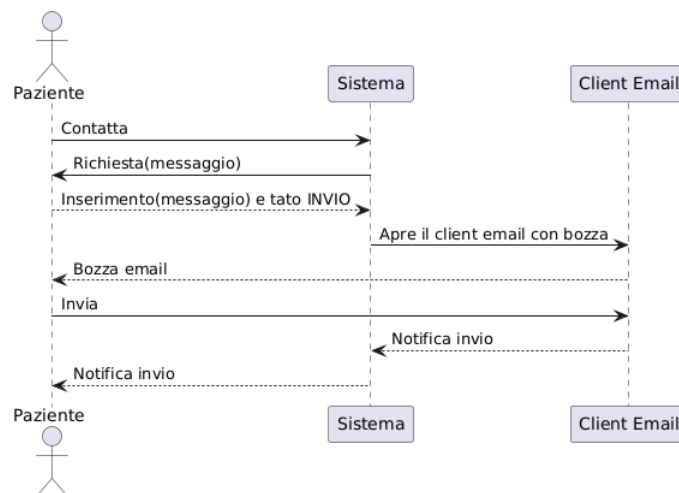 Paziente
Sistema
Client Email
Contatta
Richiesta(messaggio)
Inserimento(messaggio) e tato INVIO
Apre il client email con bozza
Bozza email
Invia
Notifica invio
Notifica invio
Paziente
Sistema
Client Email